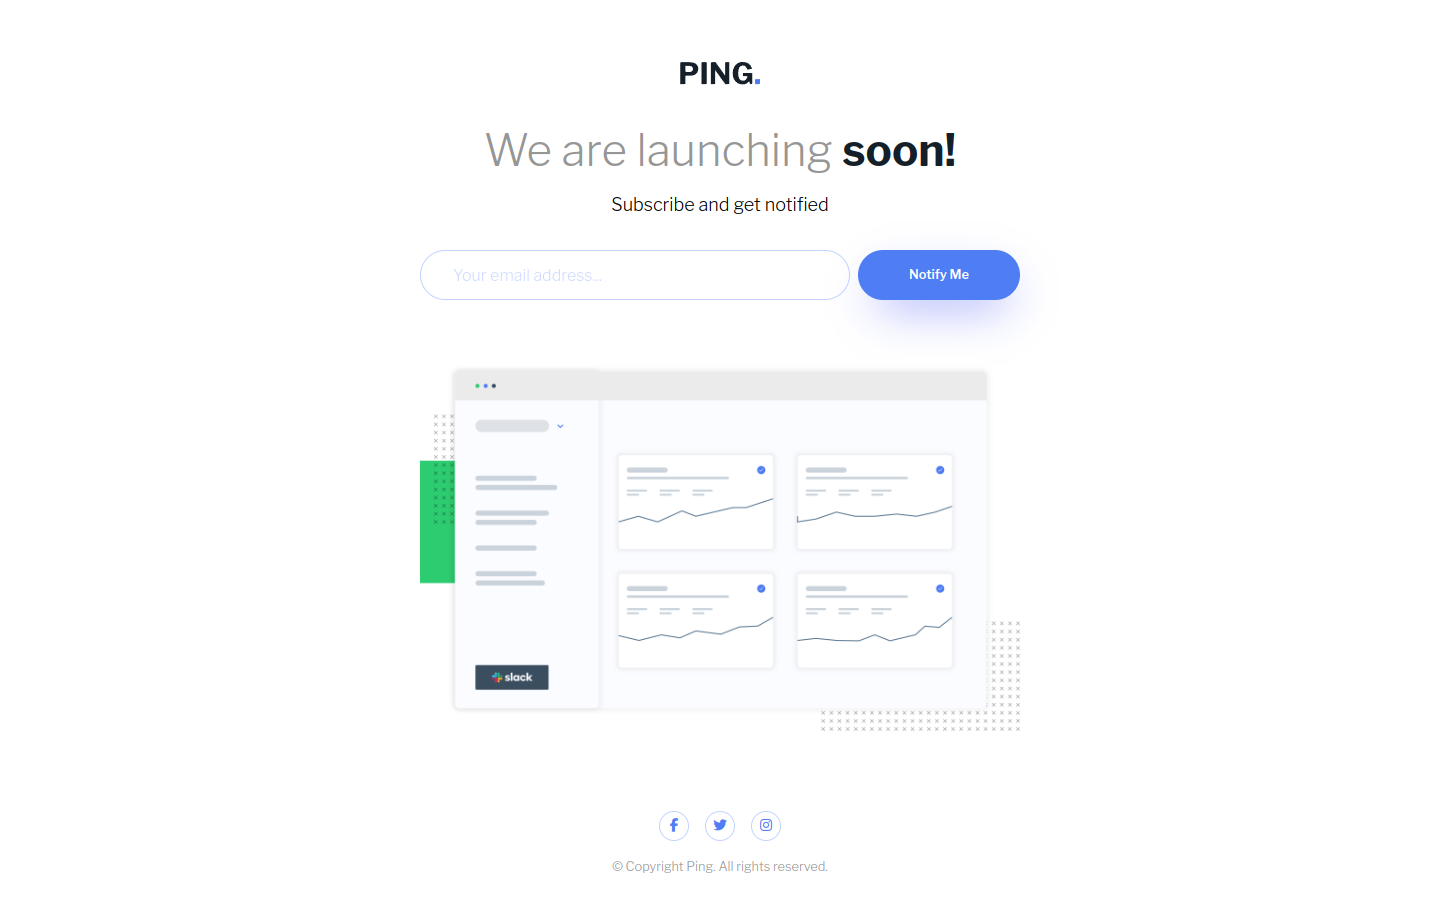 PING.
We are launching soon!
Subscribe and get notified
Your email address...
Notify Me
slack
© Copyright Ping. All rights reserved.